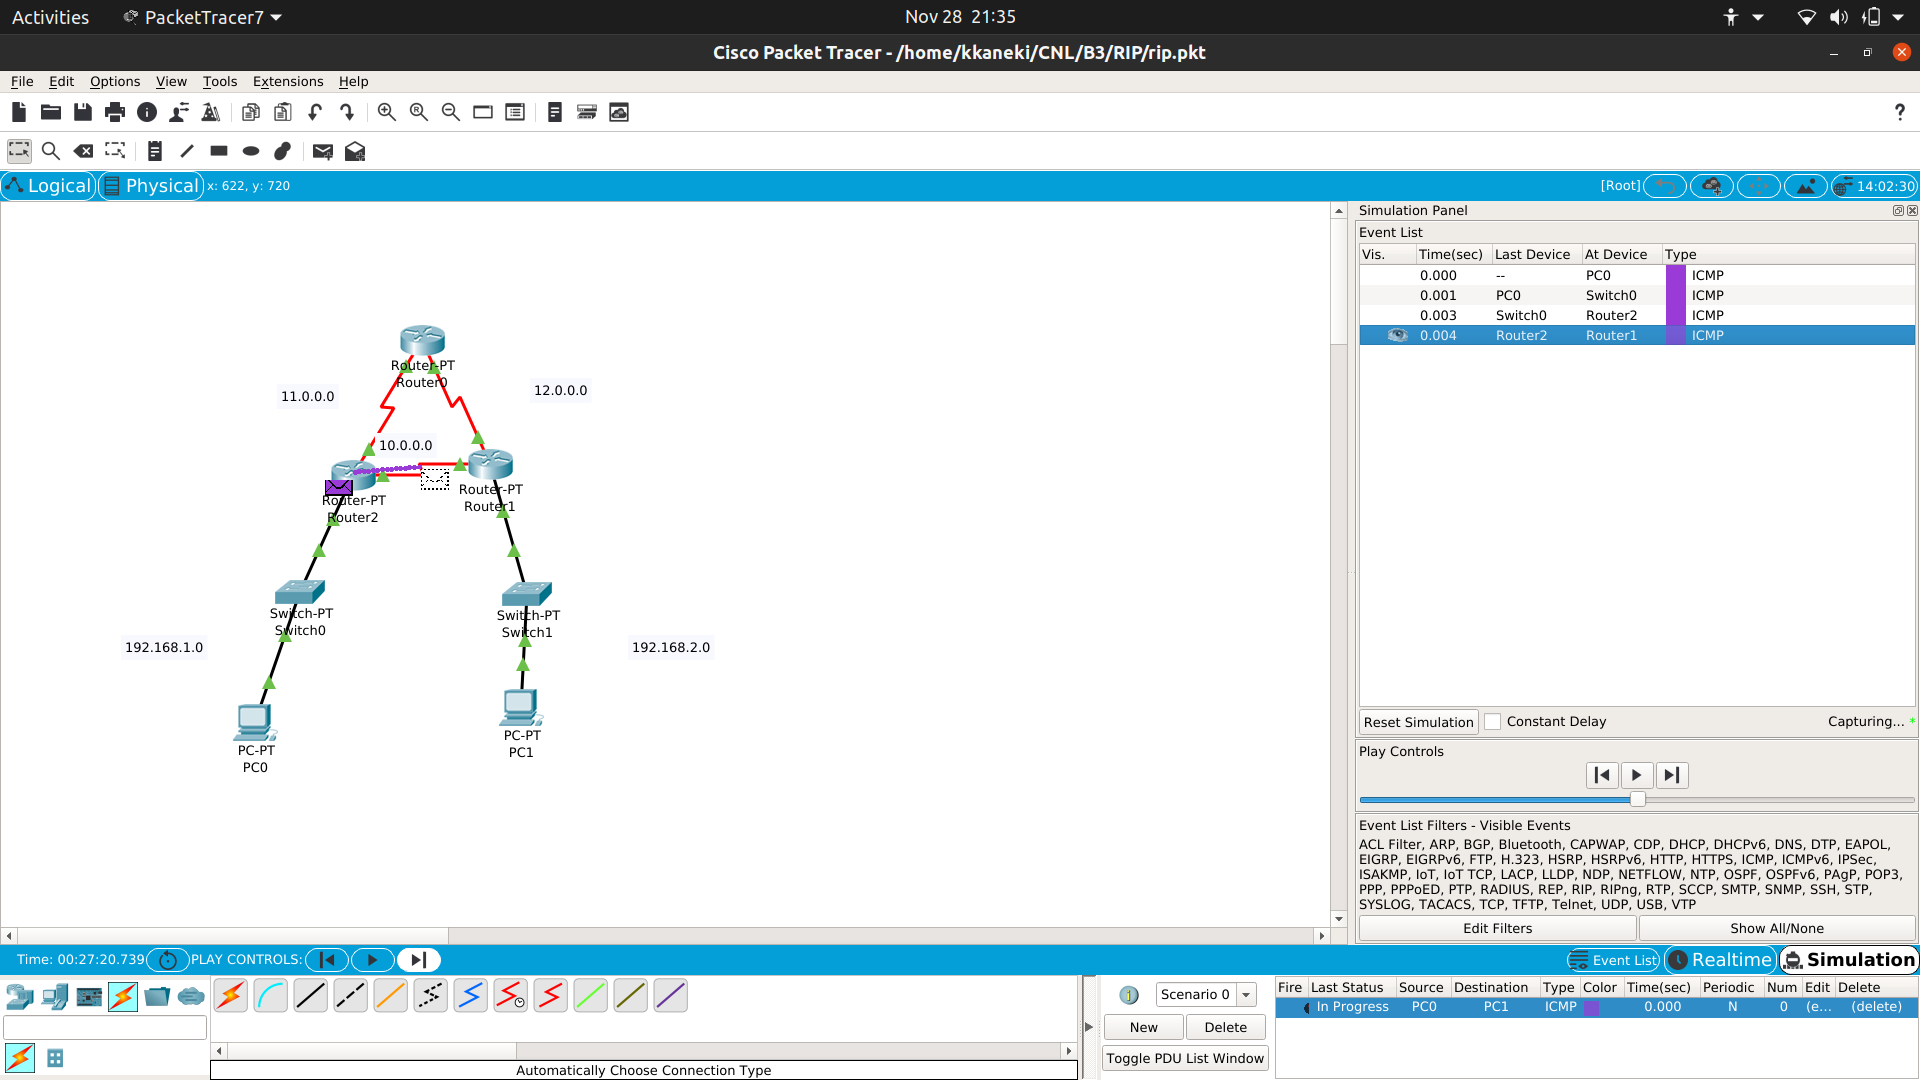 Activities
PacketTracer7
Nov 28 21:35
Cisco Packet Tracer - /home/kkaneki/CNL/B3/RIP/rip.pkt
File Edit Options View Tools Extensions Help
?
Logical Physical x: 622, y: 720
[Root] 14:02:30
Router-PT
Router0
11.0.0.0
12.0.0.0
10.0.0.0
Router-PT
Router2
Router-PT
Router1
Switch-PT
Switch0
Switch-PT
Switch1
192.168.1.0
192.168.2.0
PC-PT
PC0
PC-PT
PC1
Simulation Panel
Event List
Vis. Time(sec) Last Device At Device Type
0.000 -- PC0 ICMP
0.001 PC0 Switch0 ICMP
0.003 Switch0 Router2 ICMP
0.004 Router2 Router1 ICMP
Reset Simulation Constant Delay Capturing... *
Play Controls
Event List Filters - Visible Events
ACL Filter, ARP, BGP, Bluetooth, CAPWAP, CDP, DHCP, DHCPv6, DNS, DTP, EAPOL,
EIGRP, EIGRPv6, FTP, H.323, HSRP, HSRPv6, HTTP, HTTPS, ICMP, ICMPv6, IPSec,
ISAKMP, IoT, IoT TCP, LACP, LLDP, NDP, NETFLOW, NTP, OSPF, OSPFv6, PAgP, POP3,
PPP, PPPoED, PTP, RADIUS, REP, RIP, RIPng, RTP, SCCP, SMTP, SNMP, SSH, STP,
SYSLOG, TACACS, TCP, TFTP, Telnet, UDP, USB, VTP
Edit Filters Show All/None
Time: 00:27:20.739 PLAY CONTROLS:
Event List Realtime Simulation
Automatically Choose Connection Type
Scenario 0
New Delete
Toggle PDU List Window
Fire Last Status Source Destination Type Color Time(sec) Periodic Num Edit Delete
In Progress PC0 PC1 ICMP 0.000 N 0 (e... (delete)